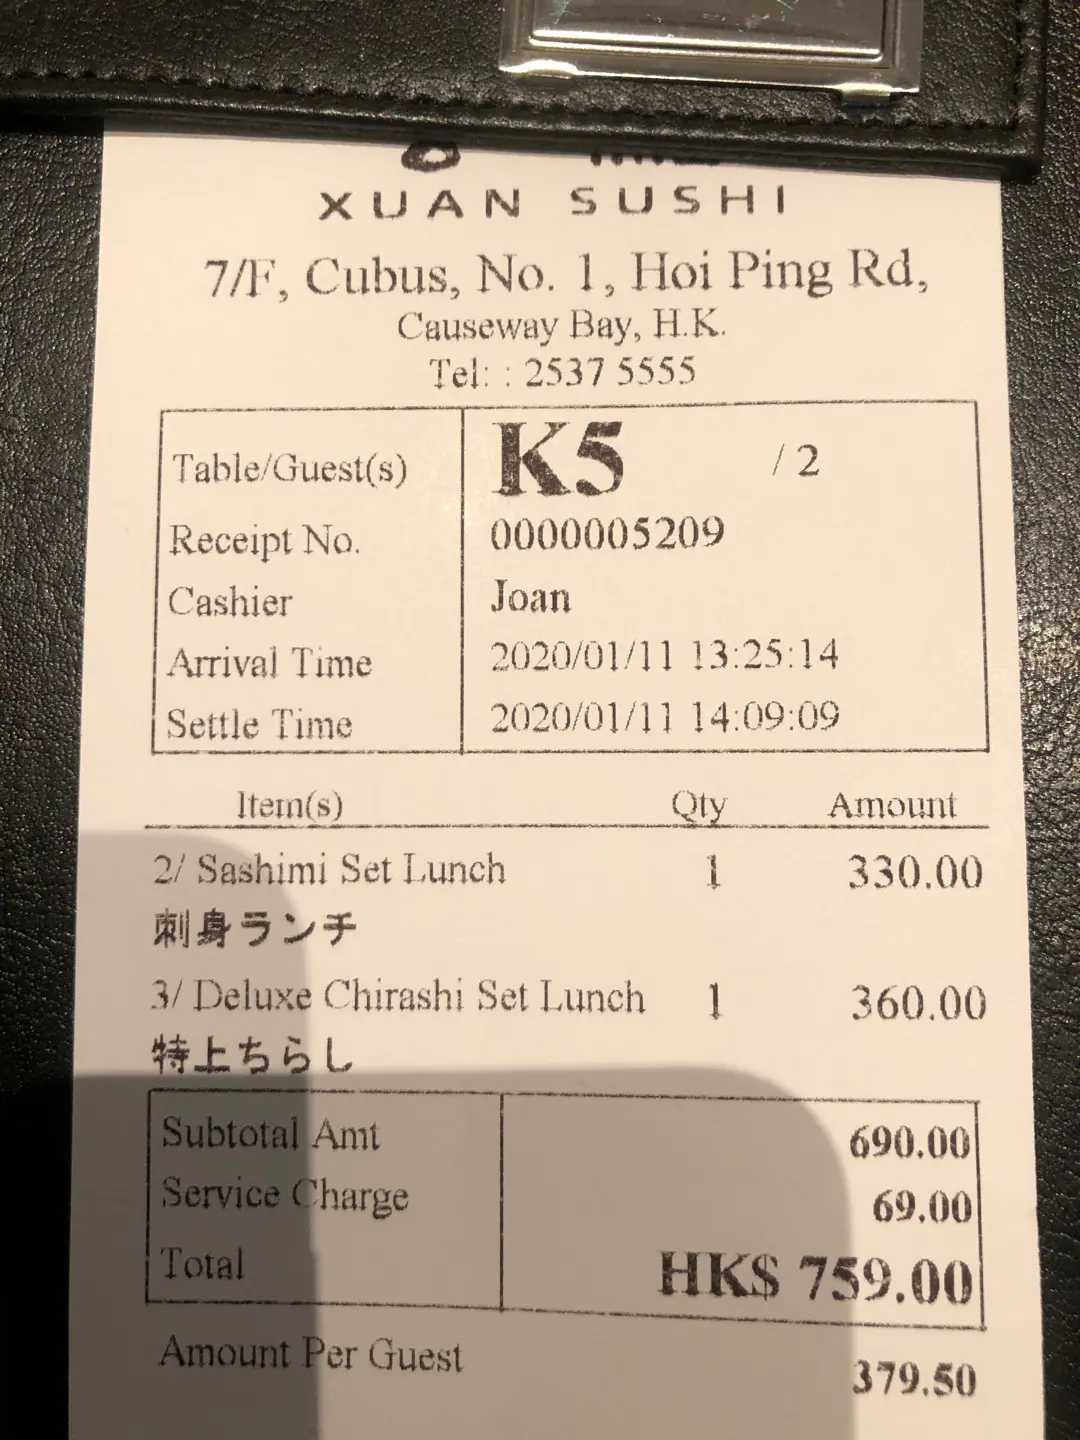 XUAN SUSHI
7/F, Cubus, No. 1, Hoi Ping Rd,
Causeway Bay, H.K.
Tel: : 2537 5555
Table/Guest(s) K5 / 2
Receipt No. 0000005209
Cashier Joan
Arrival Time 2020/01/11 13:25:14
Settle Time 2020/01/11 14:09:09
Item(s) Qty Amount
2/ Sashimi Set Lunch 1 330.00
刺身ランチ
3/ Deluxe Chirashi Set Lunch 1 360.00
特上ちらし
Subtotal Amt 690.00
Service Charge 69.00
Total HK$ 759.00
Amount Per Guest 379.50